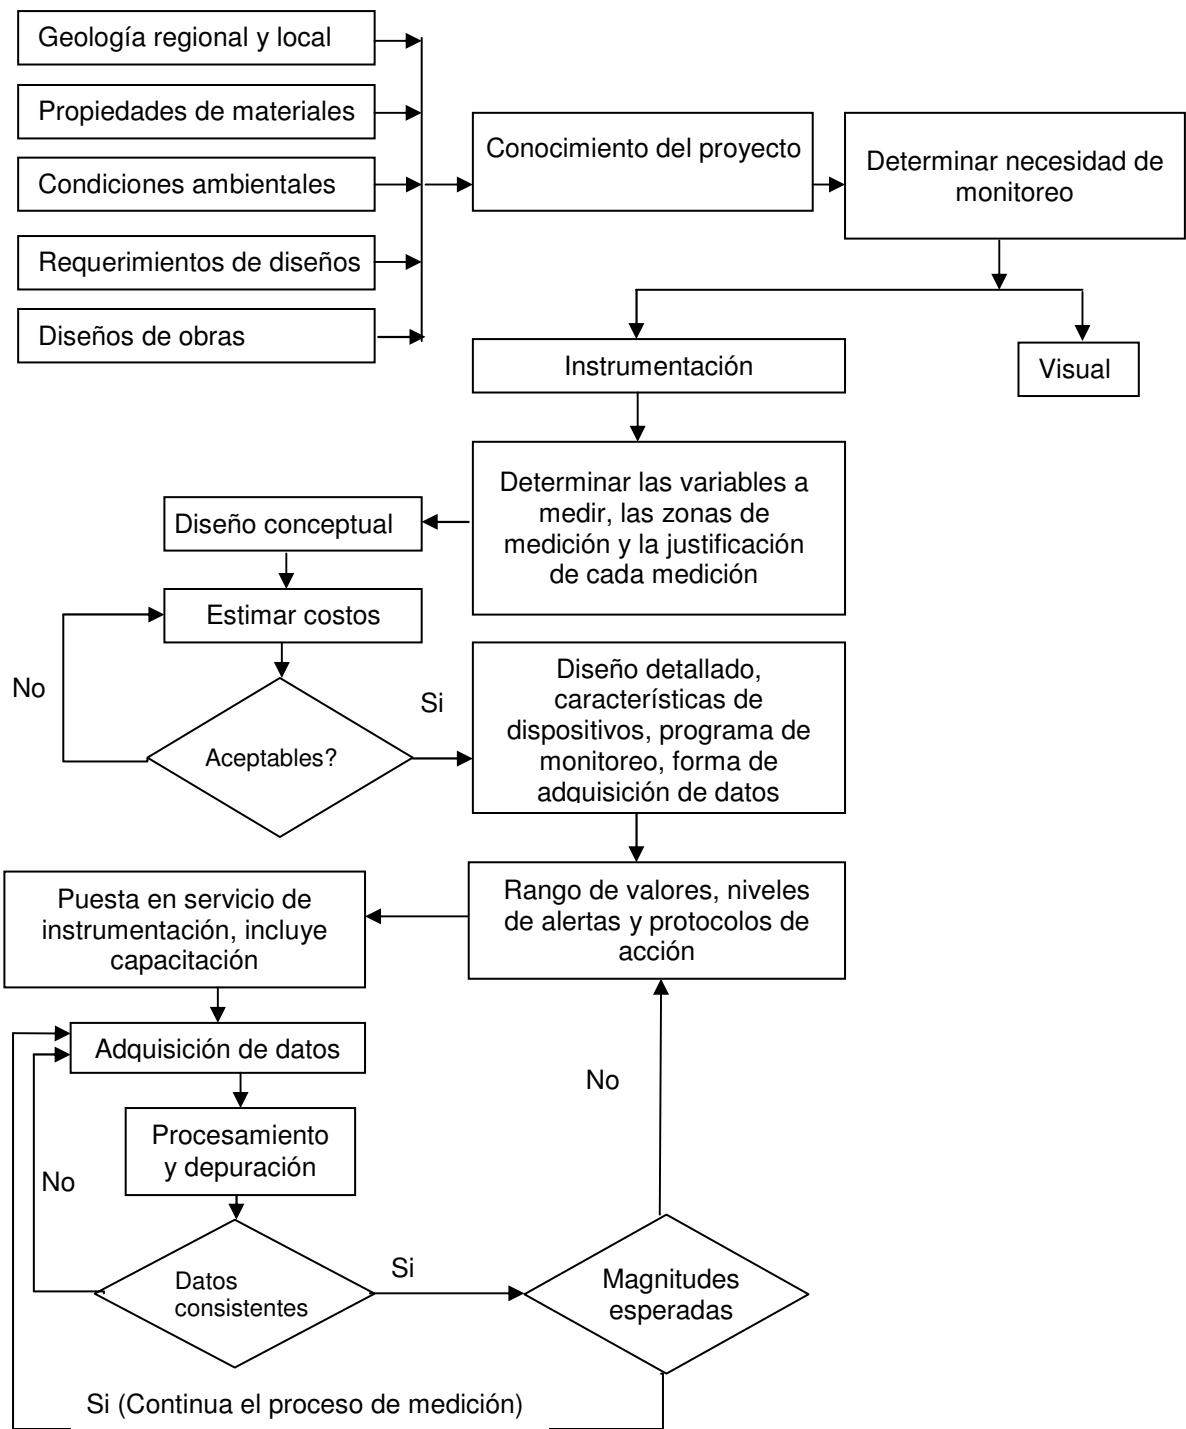 Geología regional y local
Propiedades de materiales
Condiciones ambientales
Requerimientos de diseños
Diseños de obras
Conocimiento del proyecto
Determinar necesidad de
monitoreo
Instrumentación
Visual
Determinar las variables a
medir, las zonas de
medición y la justificación
de cada medición
Diseño conceptual
Estimar costos
No
Aceptables?
Si
Diseño detallado,
características de
dispositivos, programa de
monitoreo, forma de
adquisición de datos
Rango de valores, niveles
de alertas y protocolos de
acción
Puesta en servicio de
instrumentación, incluye
capacitación
Adquisición de datos
Procesamiento
y depuración
No
Datos
consistentes
Si
Magnitudes
esperadas
No
Si (Continua el proceso de medición)